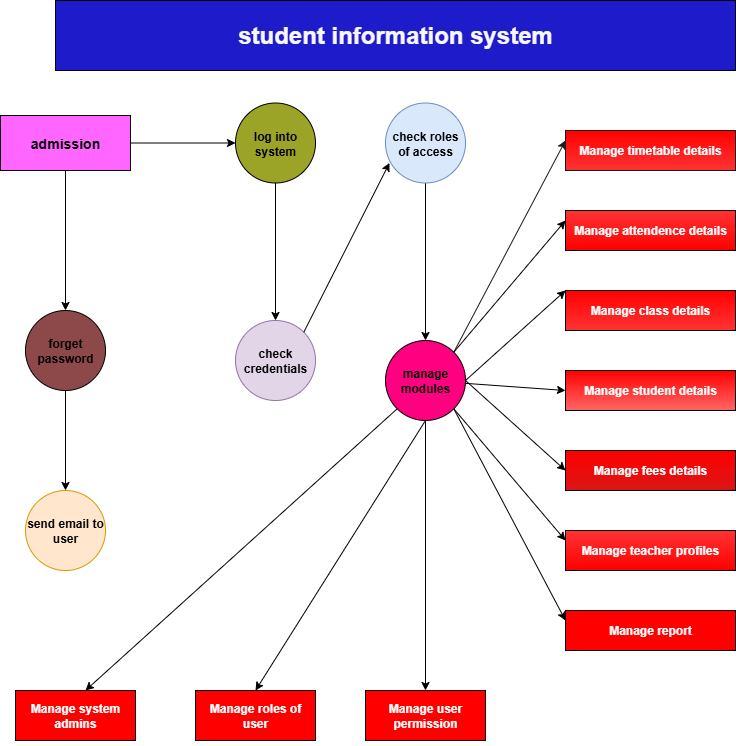 student information system
admission
log into
system
check roles
of access
Manage timetable details
Manage attendence details
Manage class details
forget
password
check
credentials
manage
modules
Manage student details
Manage fees details
send email to
user
Manage teacher profiles
Manage report
Manage system
admins
Manage roles of
user
Manage user
permission